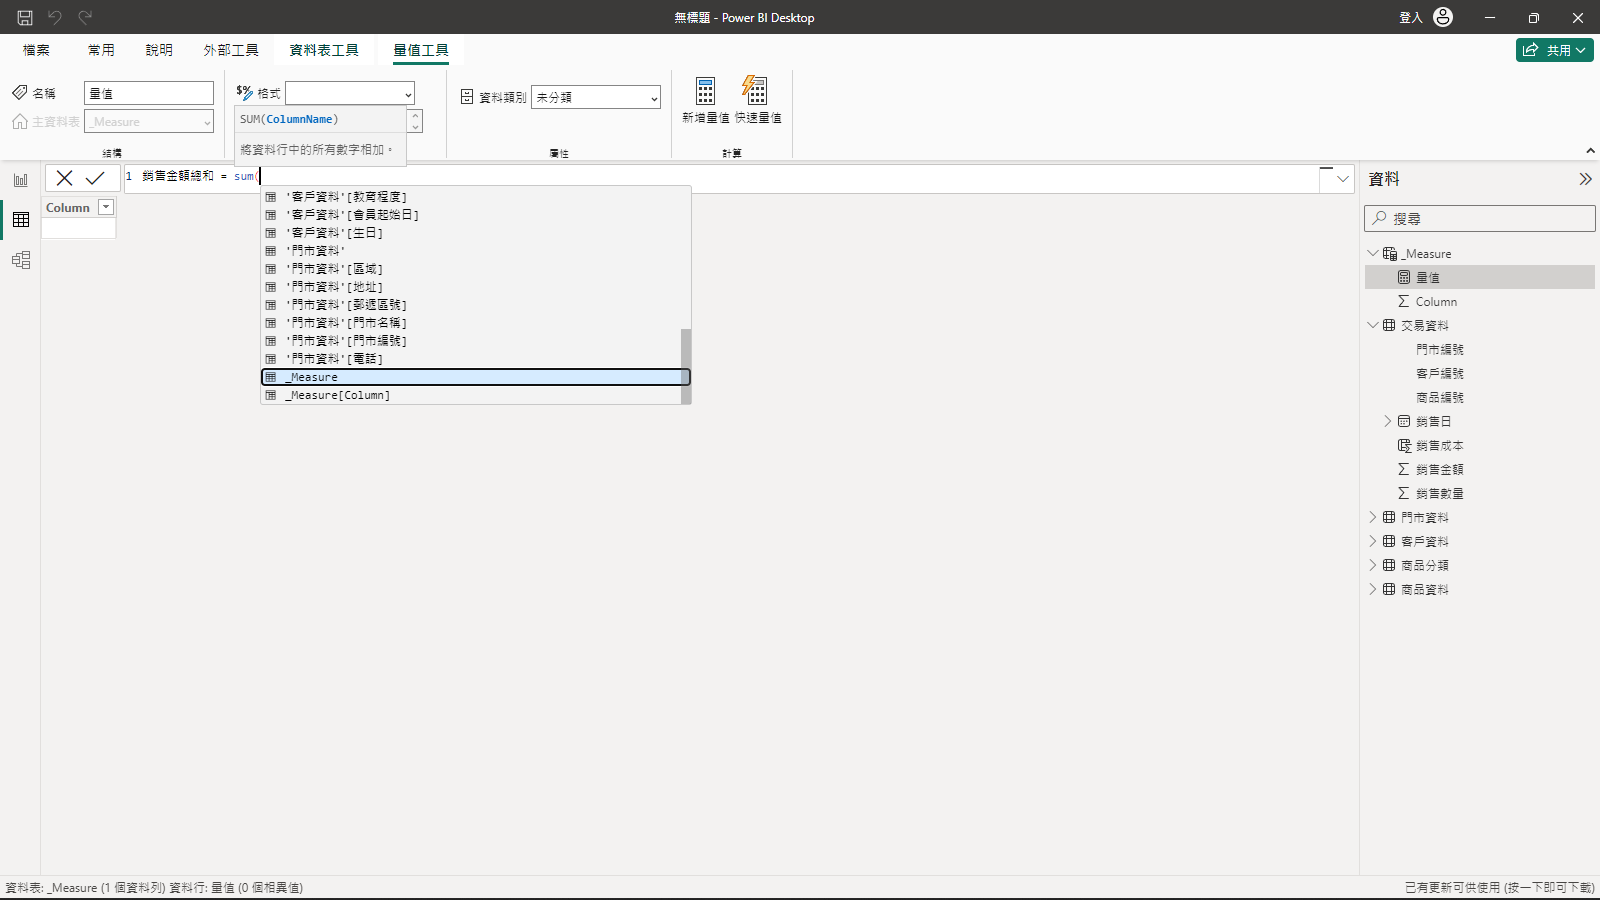 無標題 - Power BI Desktop
登入
檔案 常用 說明 外部工具 資料表工具 量值工具
共用
名稱 量值
主資料表 _Measure
結構
$% 格式
SUM(ColumnName)
將資料行中的所有數字相加。
資料類別 未分類
屬性
新增量值 快速量值
計算
1 銷售金額總和 = sum(
Column
'客戶資料'[教育程度]
'客戶資料'[會員起始日]
'客戶資料'[生日]
'門市資料'
'門市資料'[區域]
'門市資料'[地址]
'門市資料'[郵遞區號]
'門市資料'[門市名稱]
'門市資料'[門市編號]
'門市資料'[電話]
_Measure
_Measure[Column]
資料
搜尋
_Measure
量值
Column
交易資料
門市編號
客戶編號
商品編號
銷售日
銷售成本
銷售金額
銷售數量
門市資料
客戶資料
商品分類
商品資料
資料表: _Measure (1 個資料列) 資料行: 量值 (0 個相異值)
已有更新可供使用 (按一下即可下載)